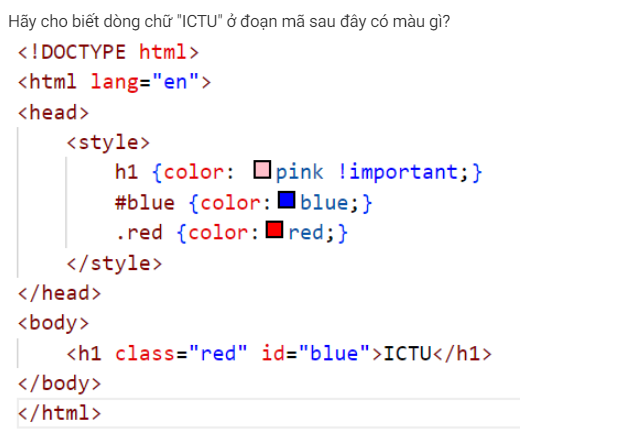 Hãy cho biết dòng chữ "ICTU" ở đoạn mã sau đây có màu gì?
<!DOCTYPE html>
<html lang="en">
<head>
<style>
h1 {color: pink !important;}
#blue {color: blue;}
.red {color: red;}
</style>
</head>
<body>
<h1 class="red" id="blue">ICTU</h1>
</body>
</html>